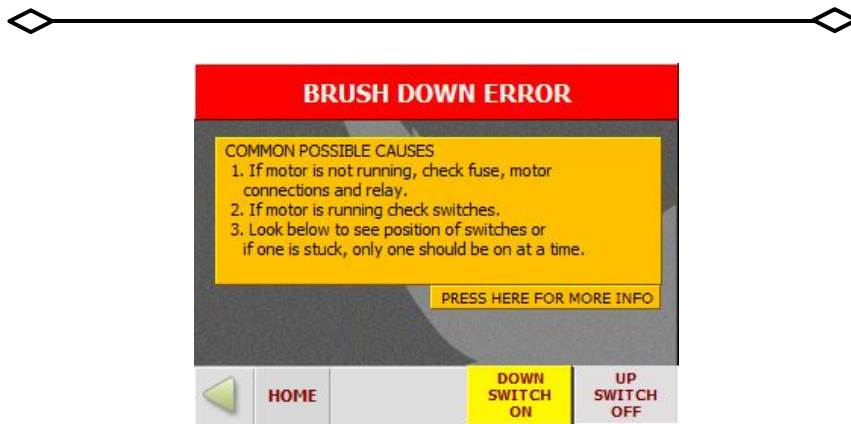 BRUSH DOWN ERROR
COMMON POSSIBLE CAUSES
1. If motor is not running, check fuse, motor
connections and relay.
2. If motor is running check switches.
3. Look below to see position of switches or
if one is stuck, only one should be on at a time.
PRESS HERE FOR MORE INFO
HOME
DOWN
SWITCH
ON
UP
SWITCH
OFF